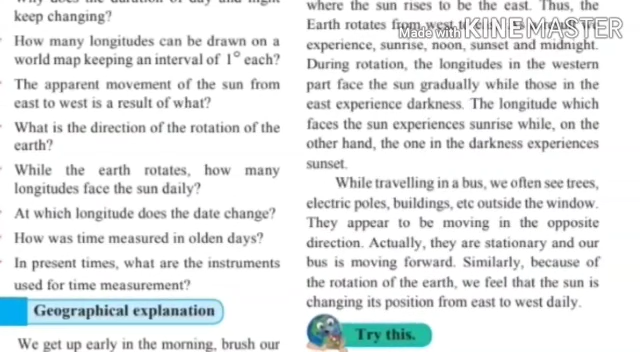 keep changing?
How many longitudes can be drawn on a
world map keeping an interval of 1° each?
The apparent movement of the sun from
east to west is a result of what?
What is the direction of the rotation of the
earth?
While the earth rotates, how many
longitudes face the sun daily?
At which longitude does the date change?
How was time measured in olden days?
In present times, what are the instruments
used for time measurement?
Geographical explanation
We get up early in the morning, brush our
where the sun rises to be the east. Thus, the
Earth rotates from west
Made with KINEMASTER
experience, sunrise, noon, sunset and midnight.
During rotation, the longitudes in the western
part face the sun gradually while those in the
east experience darkness. The longitude which
faces the sun experiences sunrise while, on the
other hand, the one in the darkness experiences
sunset.
While travelling in a bus, we often see trees,
electric poles, buildings, etc outside the window.
They appear to be moving in the opposite
direction. Actually, they are stationary and our
bus is moving forward. Similarly, because of
the rotation of the earth, we feel that the sun is
changing its position from east to west daily.
Try this.